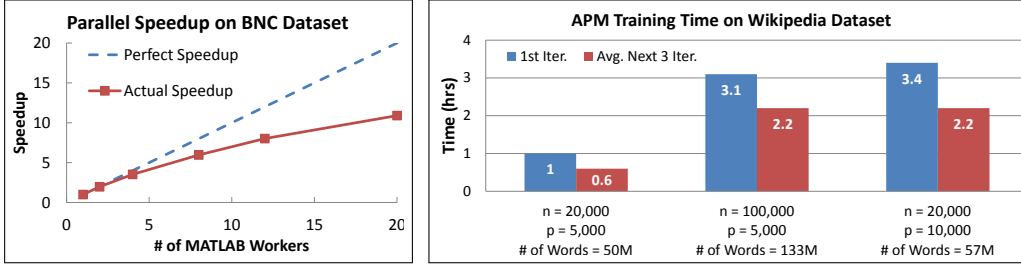 Parallel Speedup on BNC Dataset
20
15
10
5
0
Speedup
Perfect Speedup
Actual Speedup
0 5 10 15 20
# of MATLAB Workers
APM Training Time on Wikipedia Dataset
4
3
2
1
0
Time (hrs)
1st Iter. Avg. Next 3 Iter.
1 0.6 3.1 2.2 3.4 2.2
n = 20,000 n = 100,000 n = 20,000
p = 5,000 p = 5,000 p = 10,000
# of Words = 50M # of Words = 133M # of Words = 57M